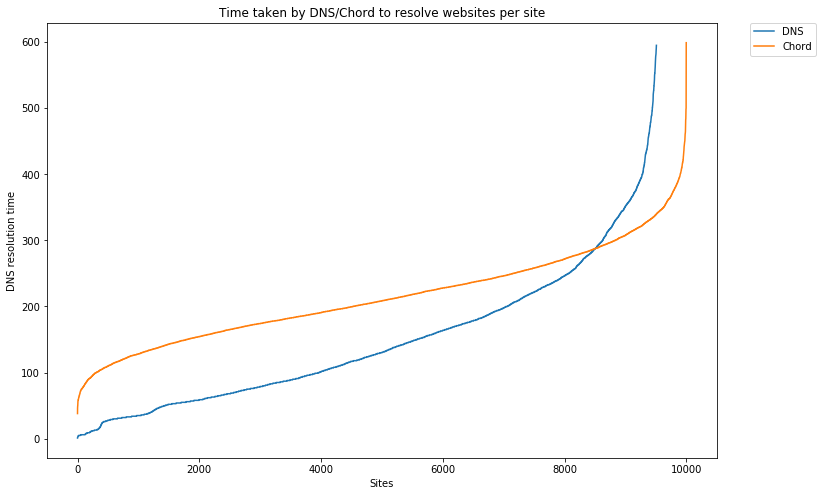 Time taken by DNS/Chord to resolve websites per site
DNS
Chord
DNS resolution time
600
500
400
300
200
100
0
0 2000 4000 6000 8000 10000
Sites